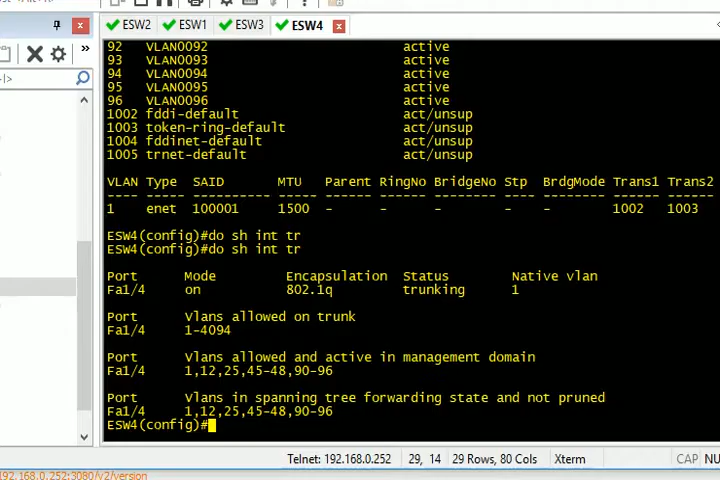 ESW2 ESW1 ESW3 ESW4
92 VLAN0092 active
93 VLAN0093 active
94 VLAN0094 active
95 VLAN0095 active
96 VLAN0096 active
1002 fddi-default act/unsup
1003 token-ring-default act/unsup
1004 fddinet-default act/unsup
1005 trnet-default act/unsup
VLAN Type SAID MTU Parent RingNo BridgeNo Stp BrdgMode Trans1 Trans2
---- ----- ---------- ----- ------ ------ -------- ---- -------- ------ ------
1 enet 100001 1500 - - - - - 1002 1003
ESW4(config)#do sh int tr
ESW4(config)#do sh int tr
Port Mode Encapsulation Status Native vlan
Fa1/4 on 802.1q trunking 1
Port Vlans allowed on trunk
Fa1/4 1-4094
Port Vlans allowed and active in management domain
Fa1/4 1,12,25,45-48,90-96
Port Vlans in spanning tree forwarding state and not pruned
Fa1/4 1,12,25,45-48,90-96
ESW4(config)#
Telnet: 192.168.0.252 29, 14 29 Rows, 80 Cols Xterm CAP NU
92.168.0.252:3080/v2/version